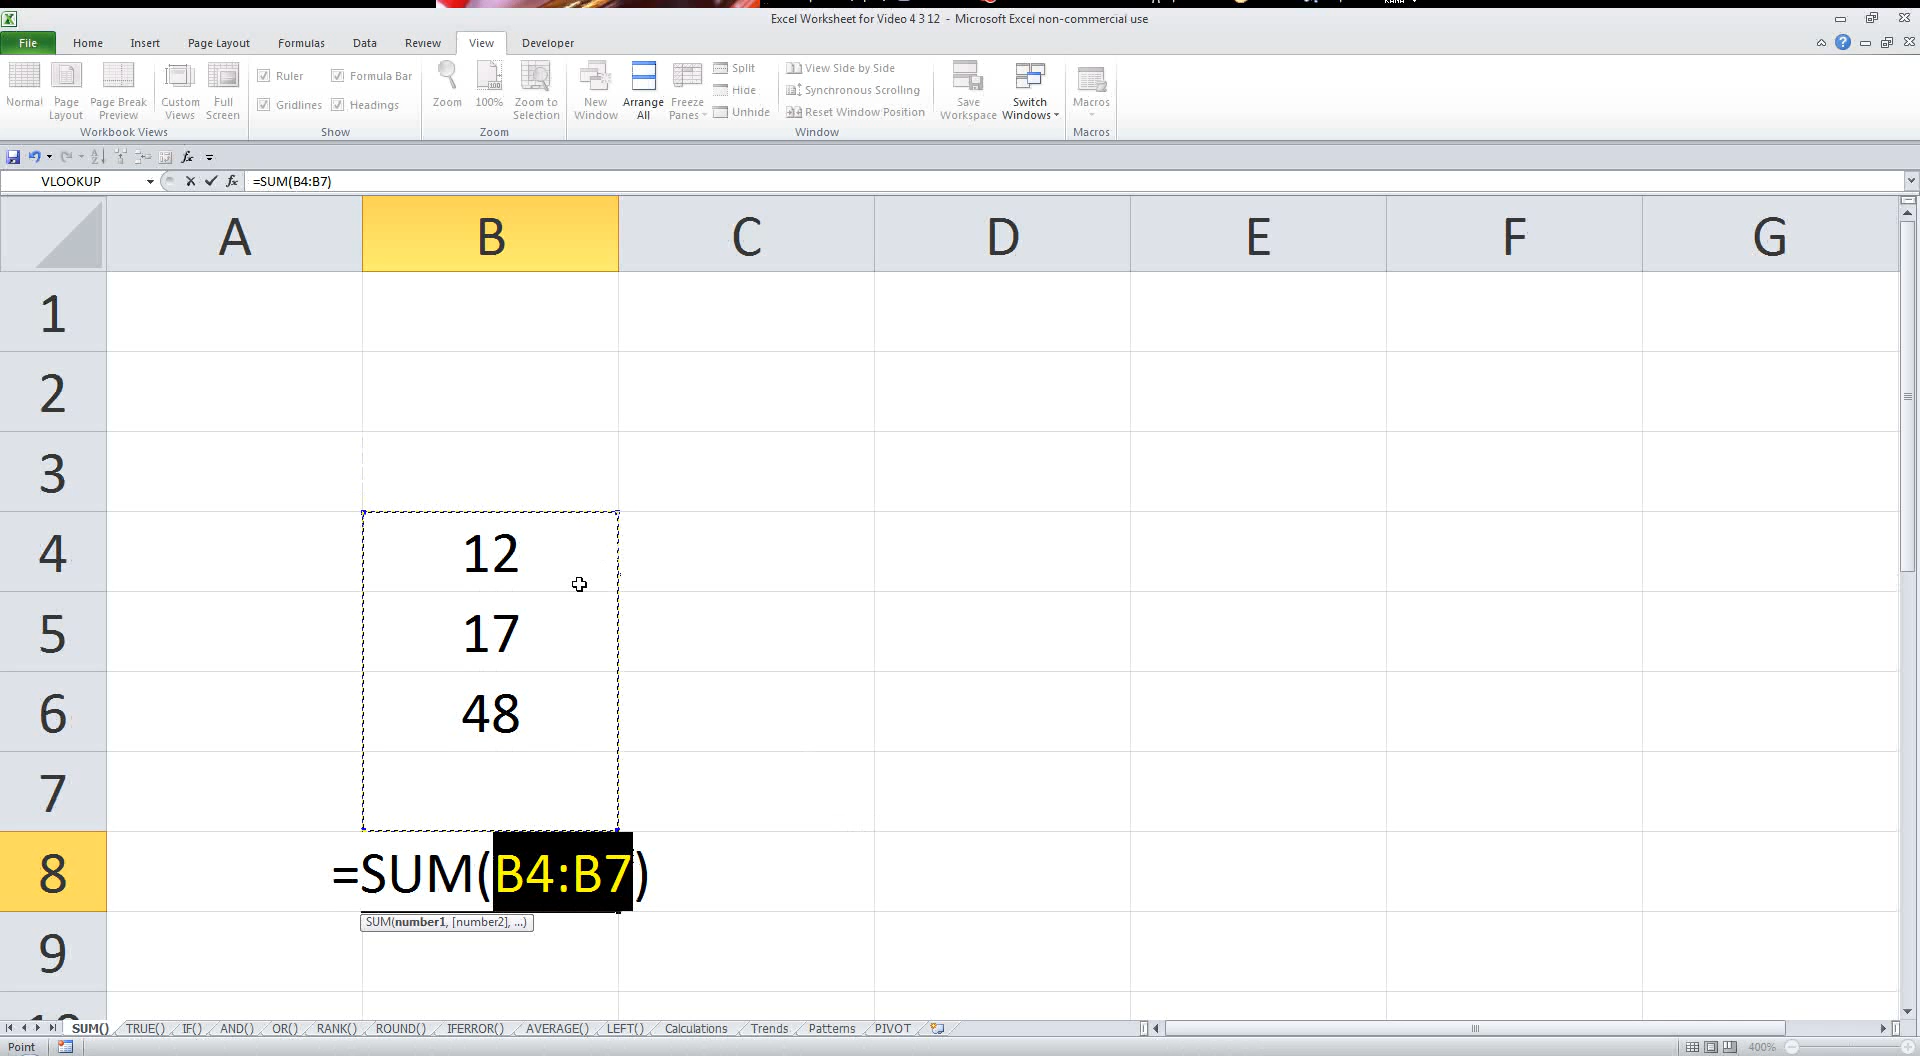 Excel Worksheet for Video 4 3 12 - Microsoft Excel non-commercial use
File Home Insert Page Layout Formulas Data Review View Developer
Normal
Page Layout
Page Break Preview
Custom Views
Full Screen
Workbook Views
Ruler
Formula Bar
Gridlines
Headings
Show
Zoom
100%
Zoom to Selection
Zoom
New Window
Arrange All
Freeze Panes
Split
Hide
Unhide
View Side by Side
Synchronous Scrolling
Reset Window Position
Window
Save Workspace
Switch Windows
Macros
Macros
VLOOKUP fx =SUM(B4:B7)
A B C D E F G
1
2
3
4 12
5 17
6 48
7
8 =SUM(B4:B7)
SUM(number1, [number2], ...)
9
SUM() TRUE() IF() AND() OR() RANK() ROUND() IFERROR() AVERAGE() LEFT() Calculations Trends Patterns PIVOT
Point 400%